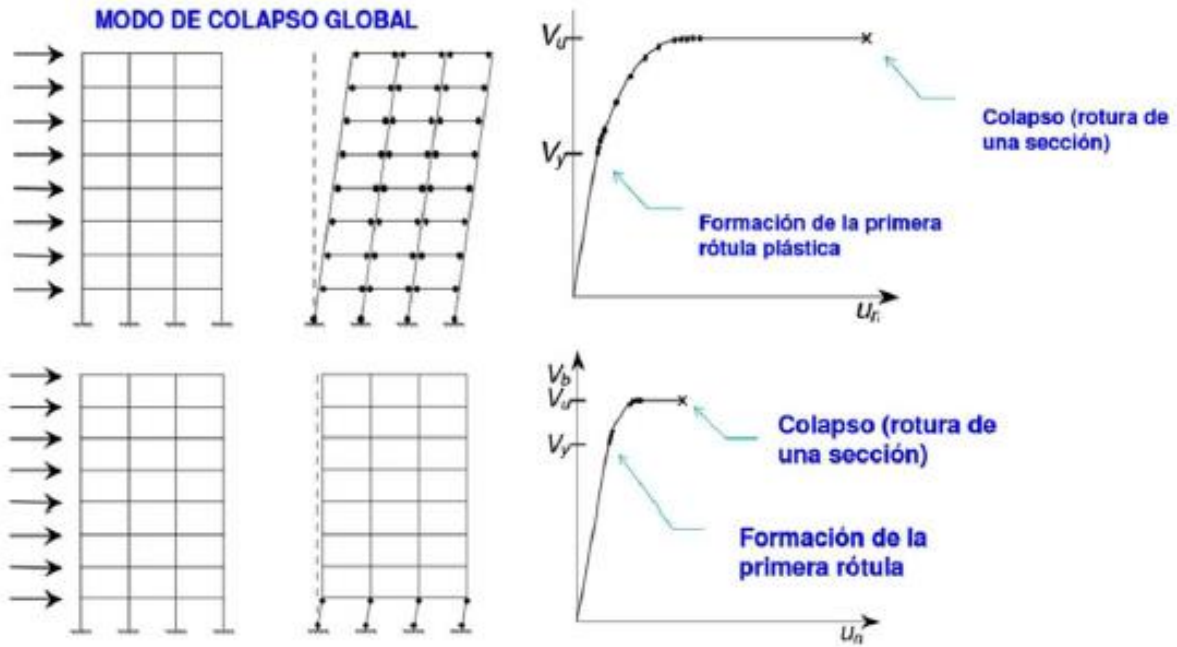 MODO DE COLAPSO GLOBAL
Vu
Colapso (rotura de
una sección)
Vy
Formación de la primera
rótula plástica
Vb
Vu
Colapso (rotura de
una sección)
Vy
Formación de la
primera rótula
un